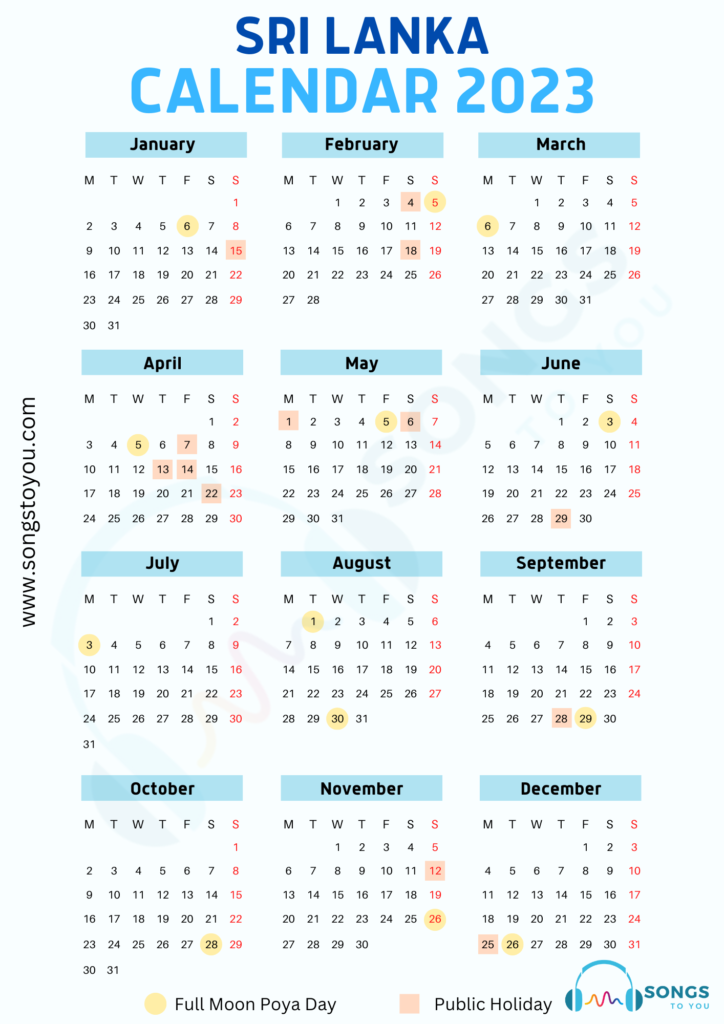 SRI LANKA
CALENDAR 2023
January
M T W T F S S
1
2 3 4 5 6 7 8
9 10 11 12 13 14 15
16 17 18 19 20 21 22
23 24 25 26 27 28 29
30 31
February
M T W T F S S
1 2 3 4 5
6 7 8 9 10 11 12
13 14 15 16 17 18 19
20 21 22 23 24 25 26
27 28
March
M T W T F S S
1 2 3 4 5
6 7 8 9 10 11 12
13 14 15 16 17 18 19
20 21 22 23 24 25 26
27 28 29 30 31
April
M T W T F S S
1 2
3 4 5 6 7 8 9
10 11 12 13 14 15 16
17 18 19 20 21 22 23
24 25 26 27 28 29 30
May
M T W T F S S
1 2 3 4 5 6 7
8 9 10 11 12 13 14
15 16 17 18 19 20 21
22 23 24 25 26 27 28
29 30 31
June
M T W T F S S
1 2 3 4
5 6 7 8 9 10 11
12 13 14 15 16 17 18
19 20 21 22 23 24 25
26 27 28 29 30
July
M T W T F S S
1 2
3 4 5 6 7 8 9
10 11 12 13 14 15 16
17 18 19 20 21 22 23
24 25 26 27 28 29 30
31
August
M T W T F S S
1 2 3 4 5 6
7 8 9 10 11 12 13
14 15 16 17 18 19 20
21 22 23 24 25 26 27
28 29 30 31
September
M T W T F S S
1 2 3
4 5 6 7 8 9 10
11 12 13 14 15 16 17
18 19 20 21 22 23 24
25 26 27 28 29 30
October
M T W T F S S
1
2 3 4 5 6 7 8
9 10 11 12 13 14 15
16 17 18 19 20 21 22
23 24 25 26 27 28 29
30 31
November
M T W T F S S
1 2 3 4 5
6 7 8 9 10 11 12
13 14 15 16 17 18 19
20 21 22 23 24 25 26
27 28 29 30
December
M T W T F S S
1 2 3
4 5 6 7 8 9 10
11 12 13 14 15 16 17
18 19 20 21 22 23 24
25 26 27 28 29 30 31
www.songstoyou.com
SONGS
TO YOU
Full Moon Poya Day
Public Holiday
SONGS
TO YOU